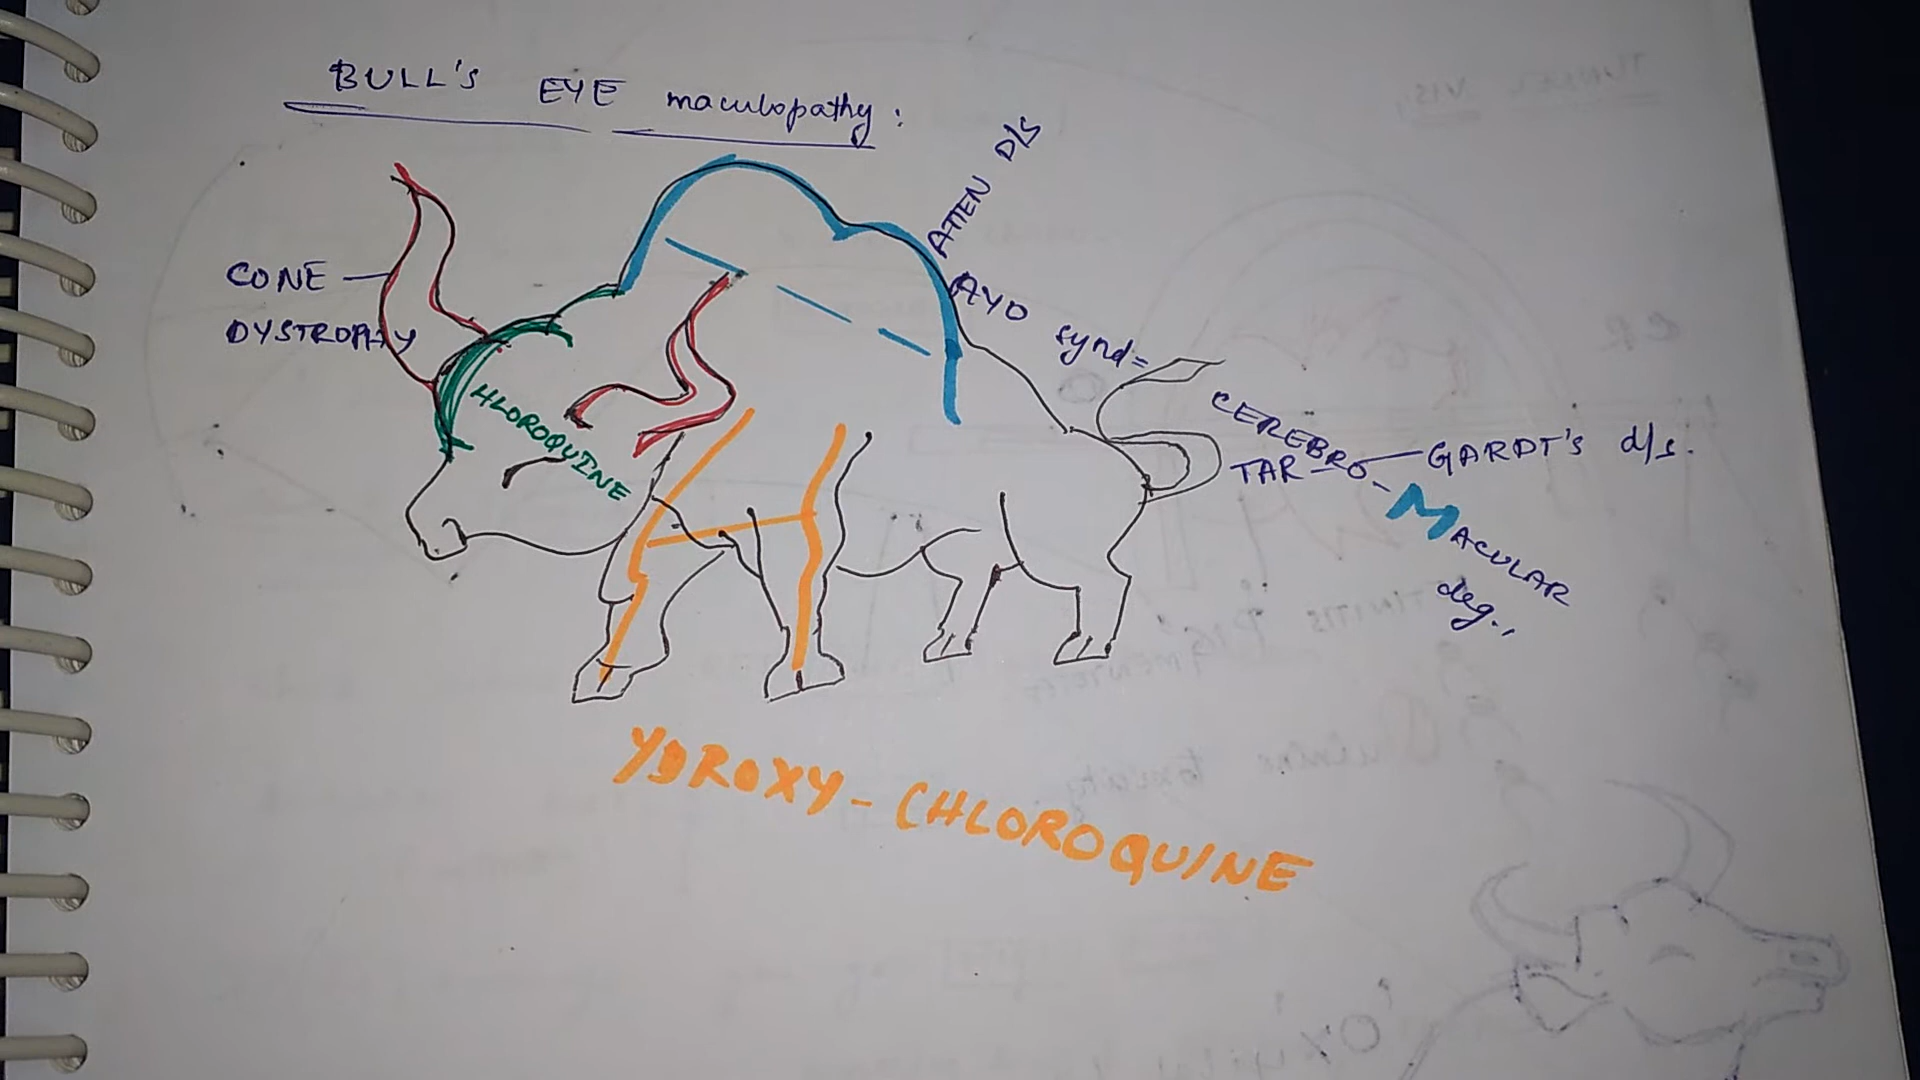 BULL'S EYE maculopathy:
ATTEN D/S
AYO synd=
CONE
DYSTROPHY
HLOROQUINE
CEREBRO-
TAR - GARDT'S d/s.
MACULAR
deg.,
YDROXY-CHLOROQUINE